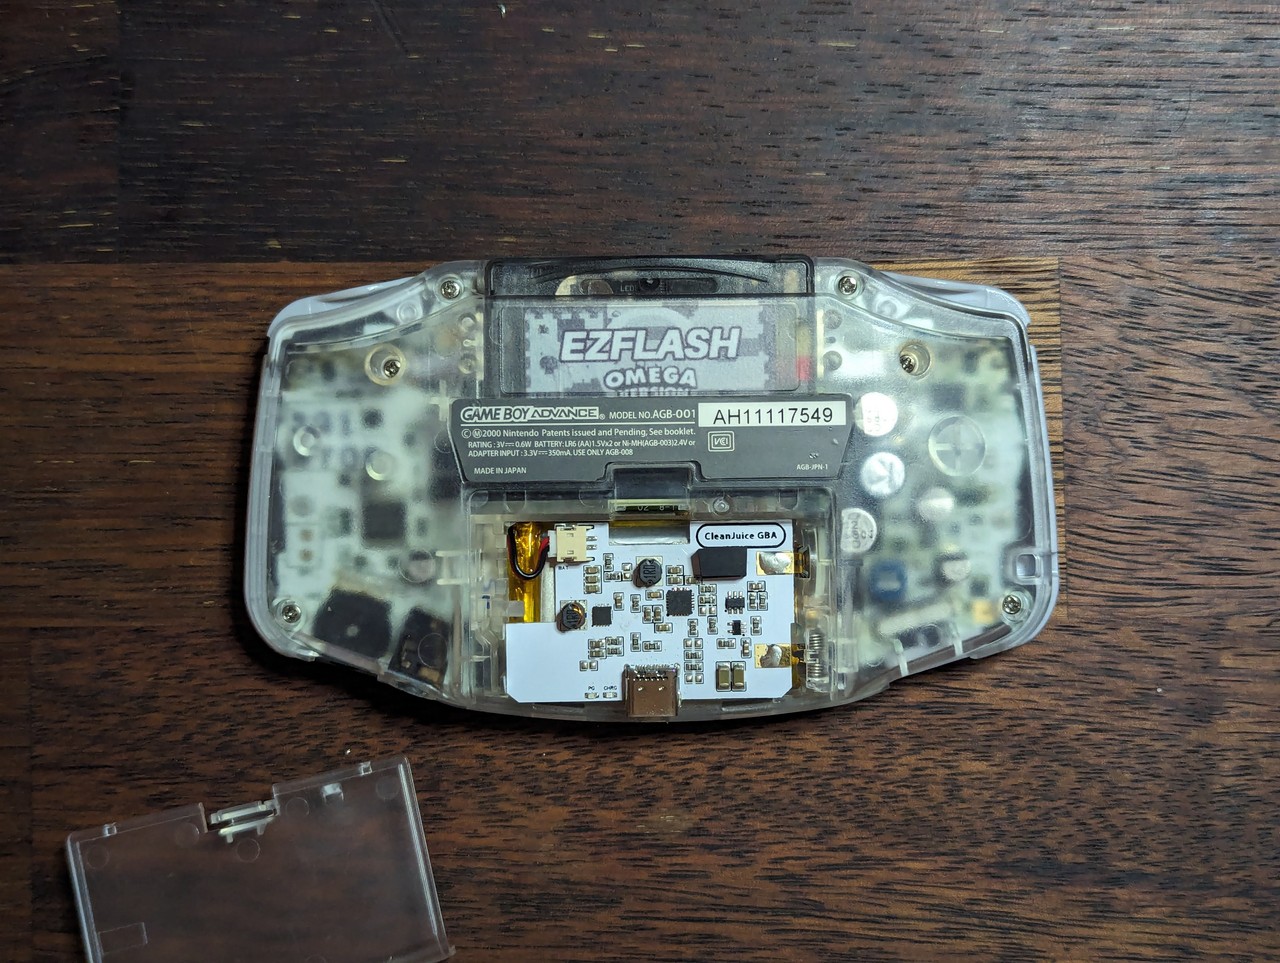 EZFLASH
OMEGA
GAME BOY ADVANCE® MODEL NO.AGB-001 AH11117549
©Ⓜ2000 Nintendo Patents issued and Pending, See booklet.
RATING : 3V⎓ 0.6W BATTERY: LR6 (AA)1.5Vx2 or Ni-MH(AGB-003)2.4V or
ADAPTER INPUT : 3.3V⎓ 350mA. USE ONLY AGB-008
MADE IN JAPAN AGB-JPN-1
CleanJuice GBA
PG CHRG